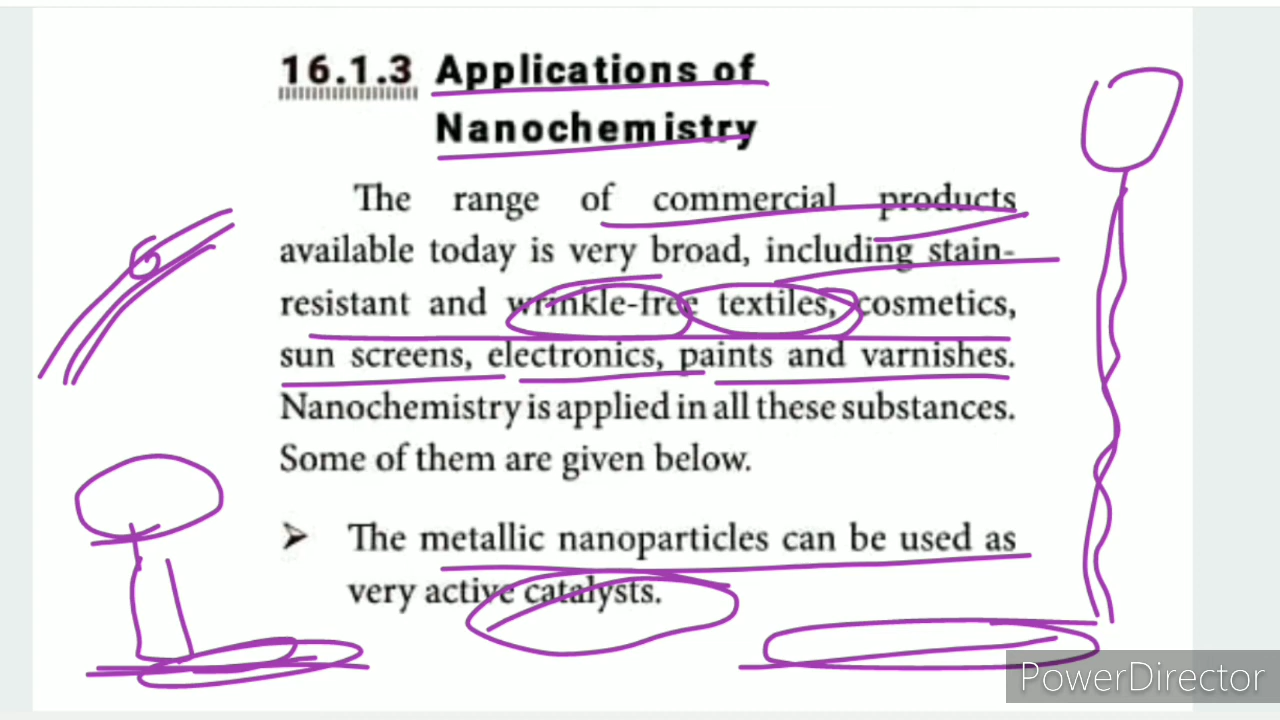 16.1.3 Applications of
Nanochemistry
The range of commercial products
available today is very broad, including stain-
resistant and wrinkle-free textiles, cosmetics,
sun screens, electronics, paints and varnishes.
Nanochemistry is applied in all these substances.
Some of them are given below.
➤ The metallic nanoparticles can be used as
very active catalysts.
PowerDirector